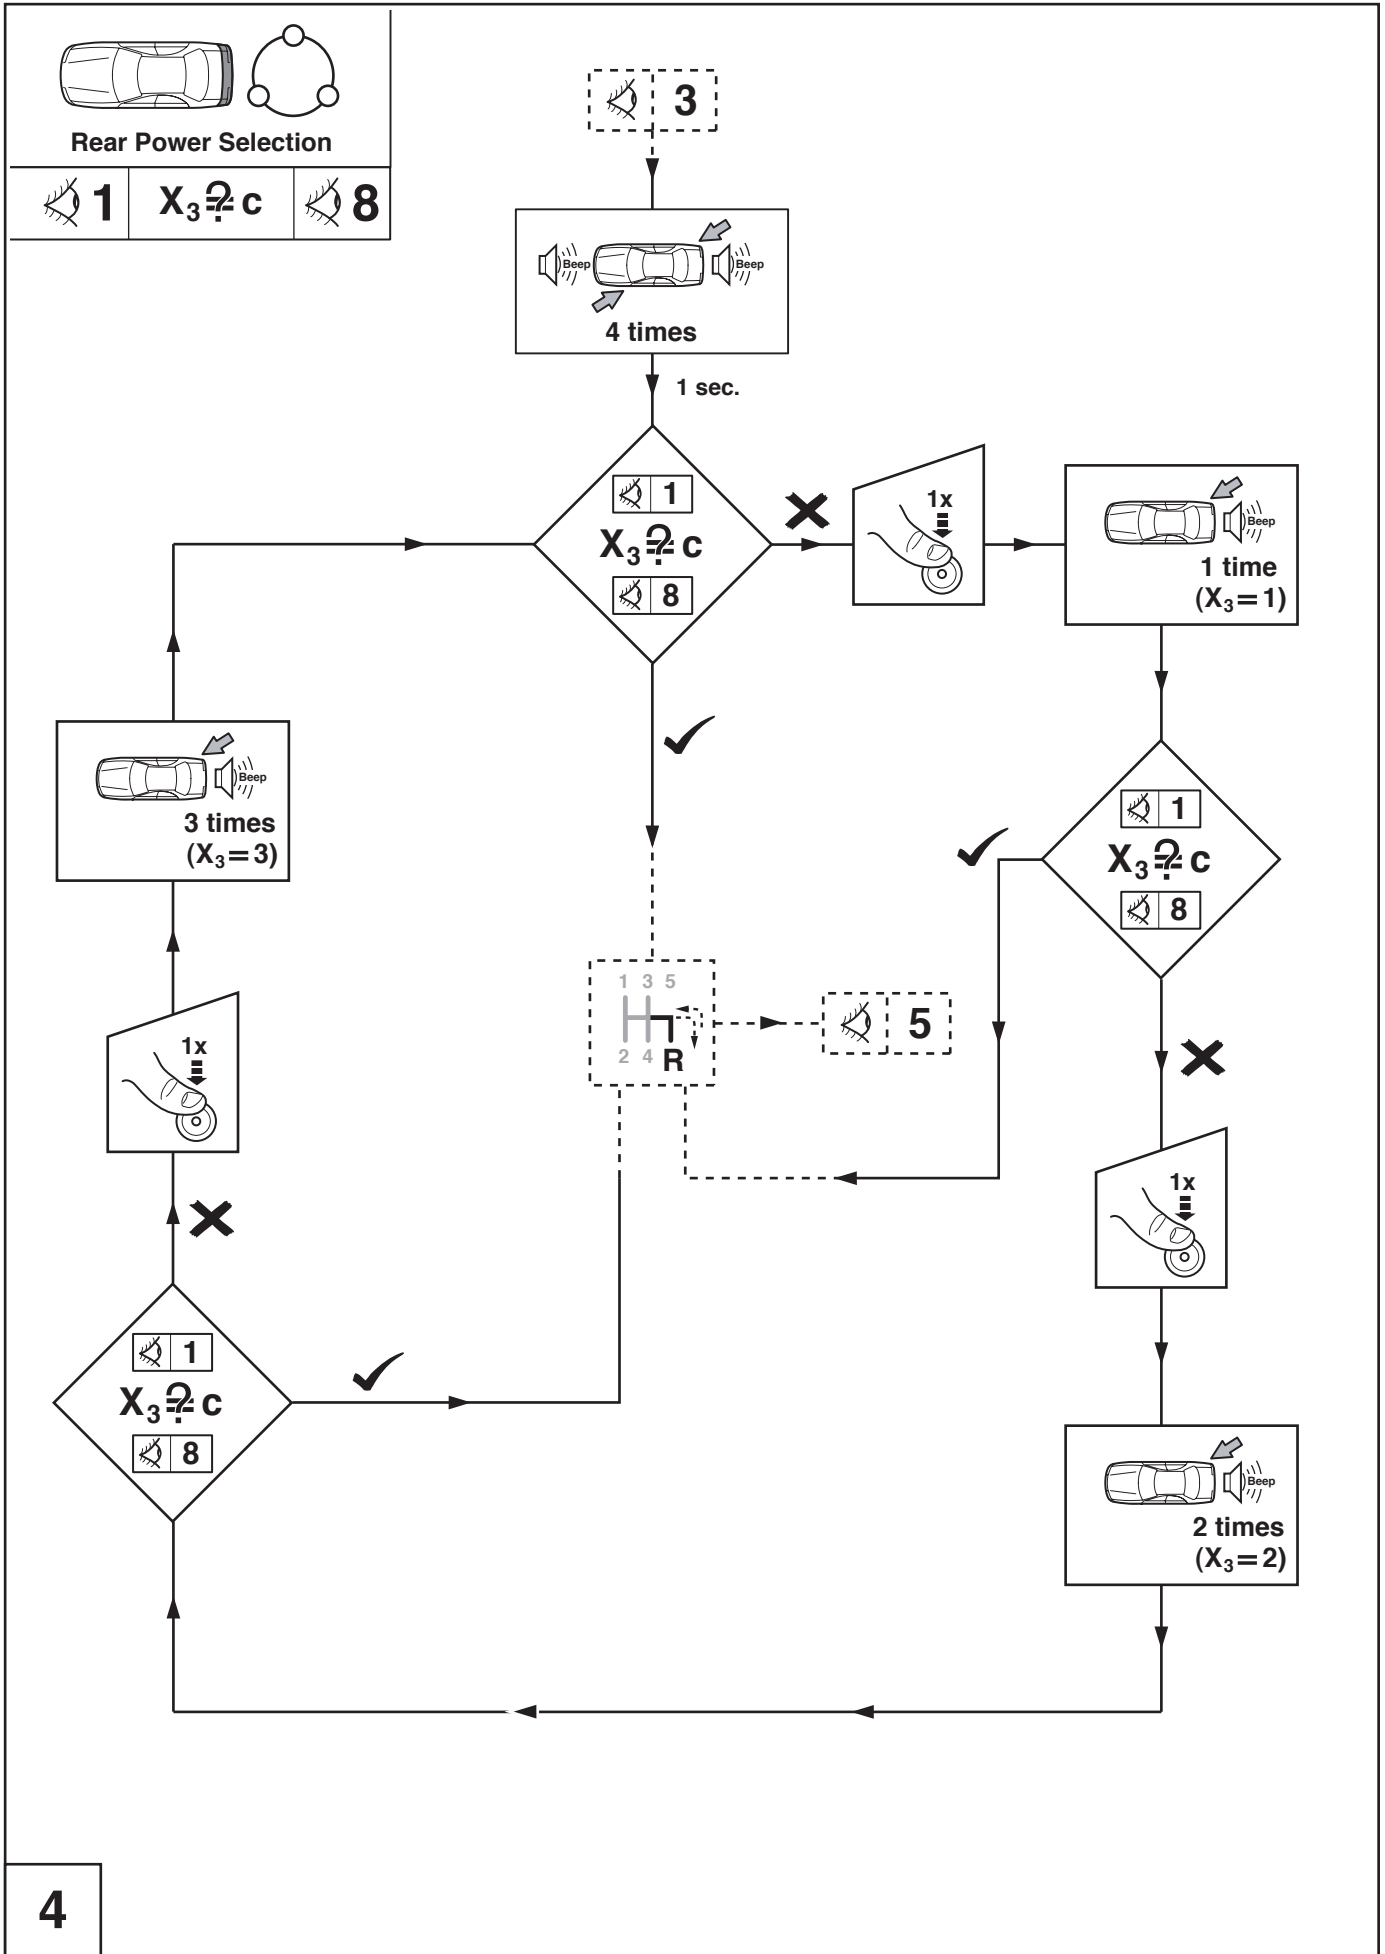 Rear Power Selection
1 X₃ ? c 8
3
Beep Beep
4 times
1 sec.
1
X₃ ? c
8
1x
Beep
1 time
(X₃=1)
Beep
3 times
(X₃=3)
1
X₃ ? c
8
1 3 5
2 4 R
5
1x
1x
1
X₃ ? c
8
Beep
2 times
(X₃=2)
4